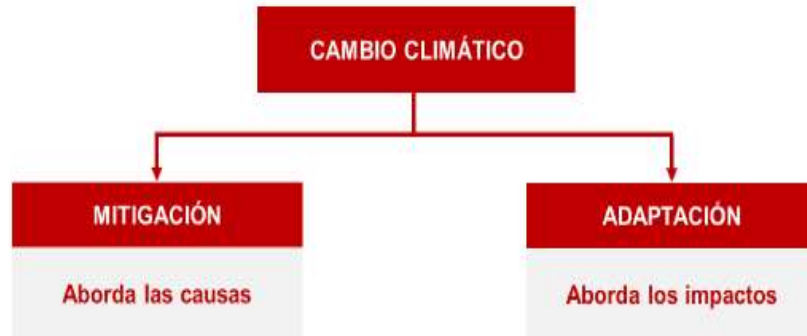 CAMBIO CLIMÁTICO
MITIGACIÓN
Aborda las causas
ADAPTACIÓN
Aborda los impactos